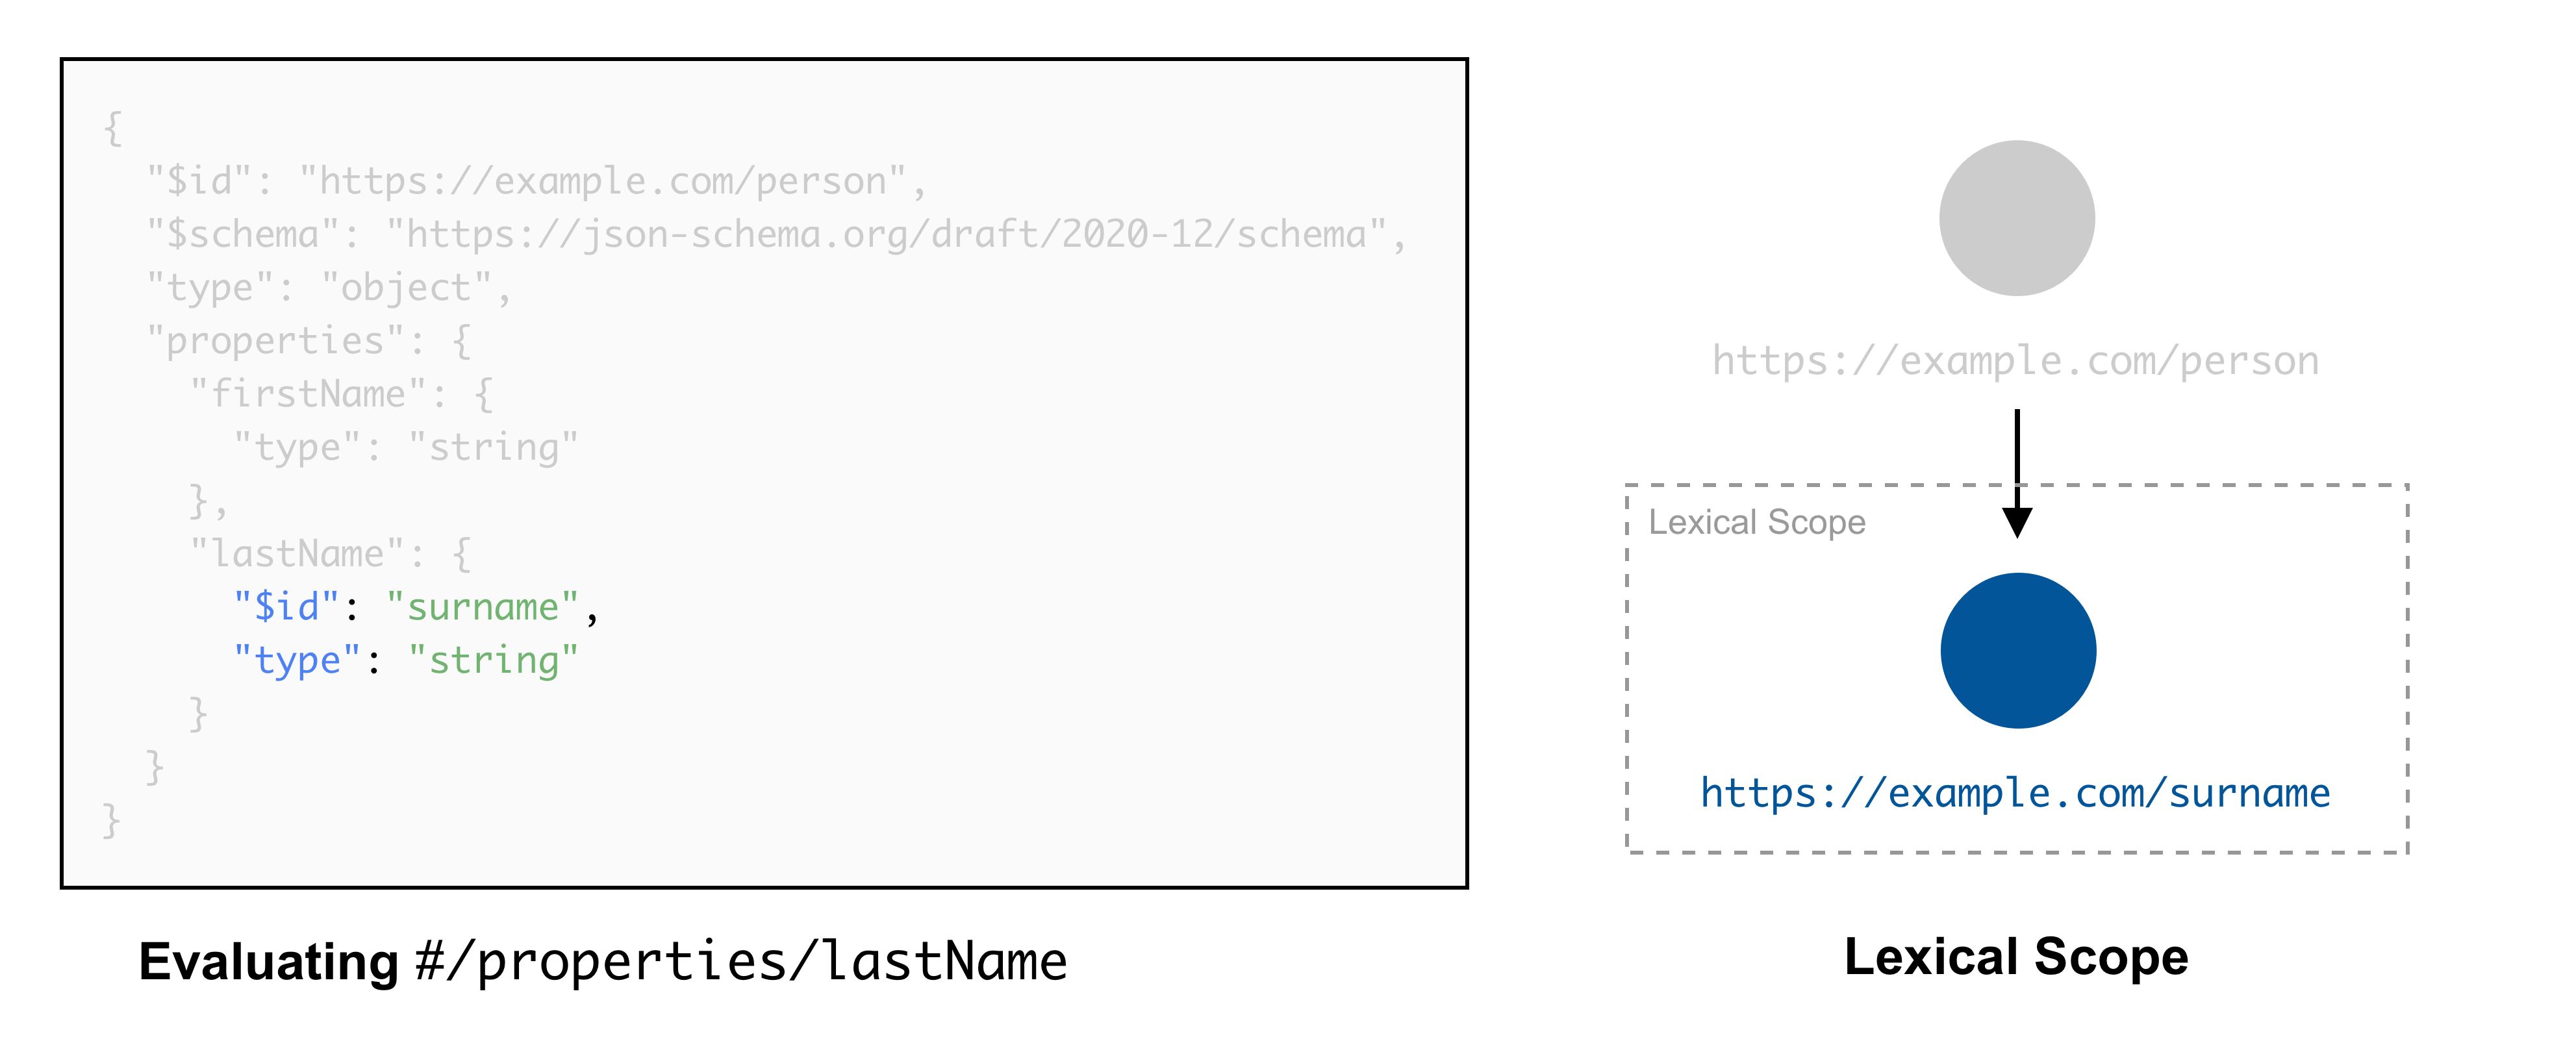 {
  "$id": "https://example.com/person",
  "$schema": "https://json-schema.org/draft/2020-12/schema",
  "type": "object",
  "properties": {
    "firstName": {
      "type": "string"
    },
    "lastName": {
      "$id": "surname",
      "type": "string"
    }
  }
}
Evaluating #/properties/lastName
https://example.com/person
Lexical Scope
https://example.com/surname
Lexical Scope